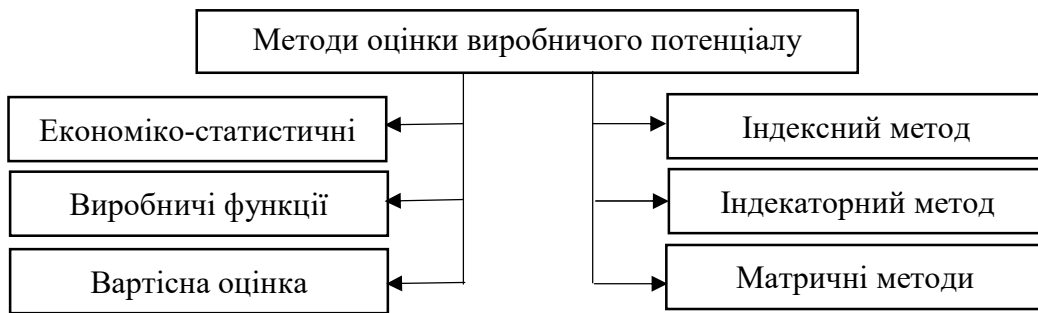 Методи оцінки виробничого потенціалу
Економіко-статистичні
Індексний метод
Виробничі функції
Індекаторний метод
Вартісна оцінка
Матричні методи